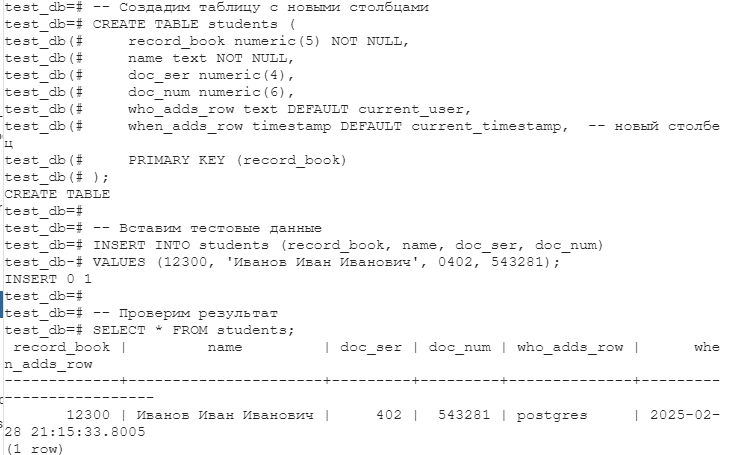 test_db=# -- Создадим таблицу с новыми столбцами
test_db=# CREATE TABLE students (
test_db(#     record_book numeric(5) NOT NULL,
test_db(#     name text NOT NULL,
test_db(#     doc_ser numeric(4),
test_db(#     doc_num numeric(6),
test_db(#     who_adds_row text DEFAULT current_user,
test_db(#     when_adds_row timestamp DEFAULT current_timestamp,  -- новый столбе
ц
test_db(#     PRIMARY KEY (record_book)
test_db(# );
CREATE TABLE
test_db=#
test_db=# -- Вставим тестовые данные
test_db=# INSERT INTO students (record_book, name, doc_ser, doc_num)
test_db-# VALUES (12300, 'Иванов Иван Иванович', 0402, 543281);
INSERT 0 1
test_db=#
test_db=# -- Проверим результат
test_db=# SELECT * FROM students;
 record_book |         name         | doc_ser | doc_num | who_adds_row |      whe
n_adds_row
-------------+----------------------+---------+---------+--------------+---------
-----------------
       12300 | Иванов Иван Иванович |     402 |  543281 | postgres     | 2025-02-
28 21:15:33.8005
(1 row)